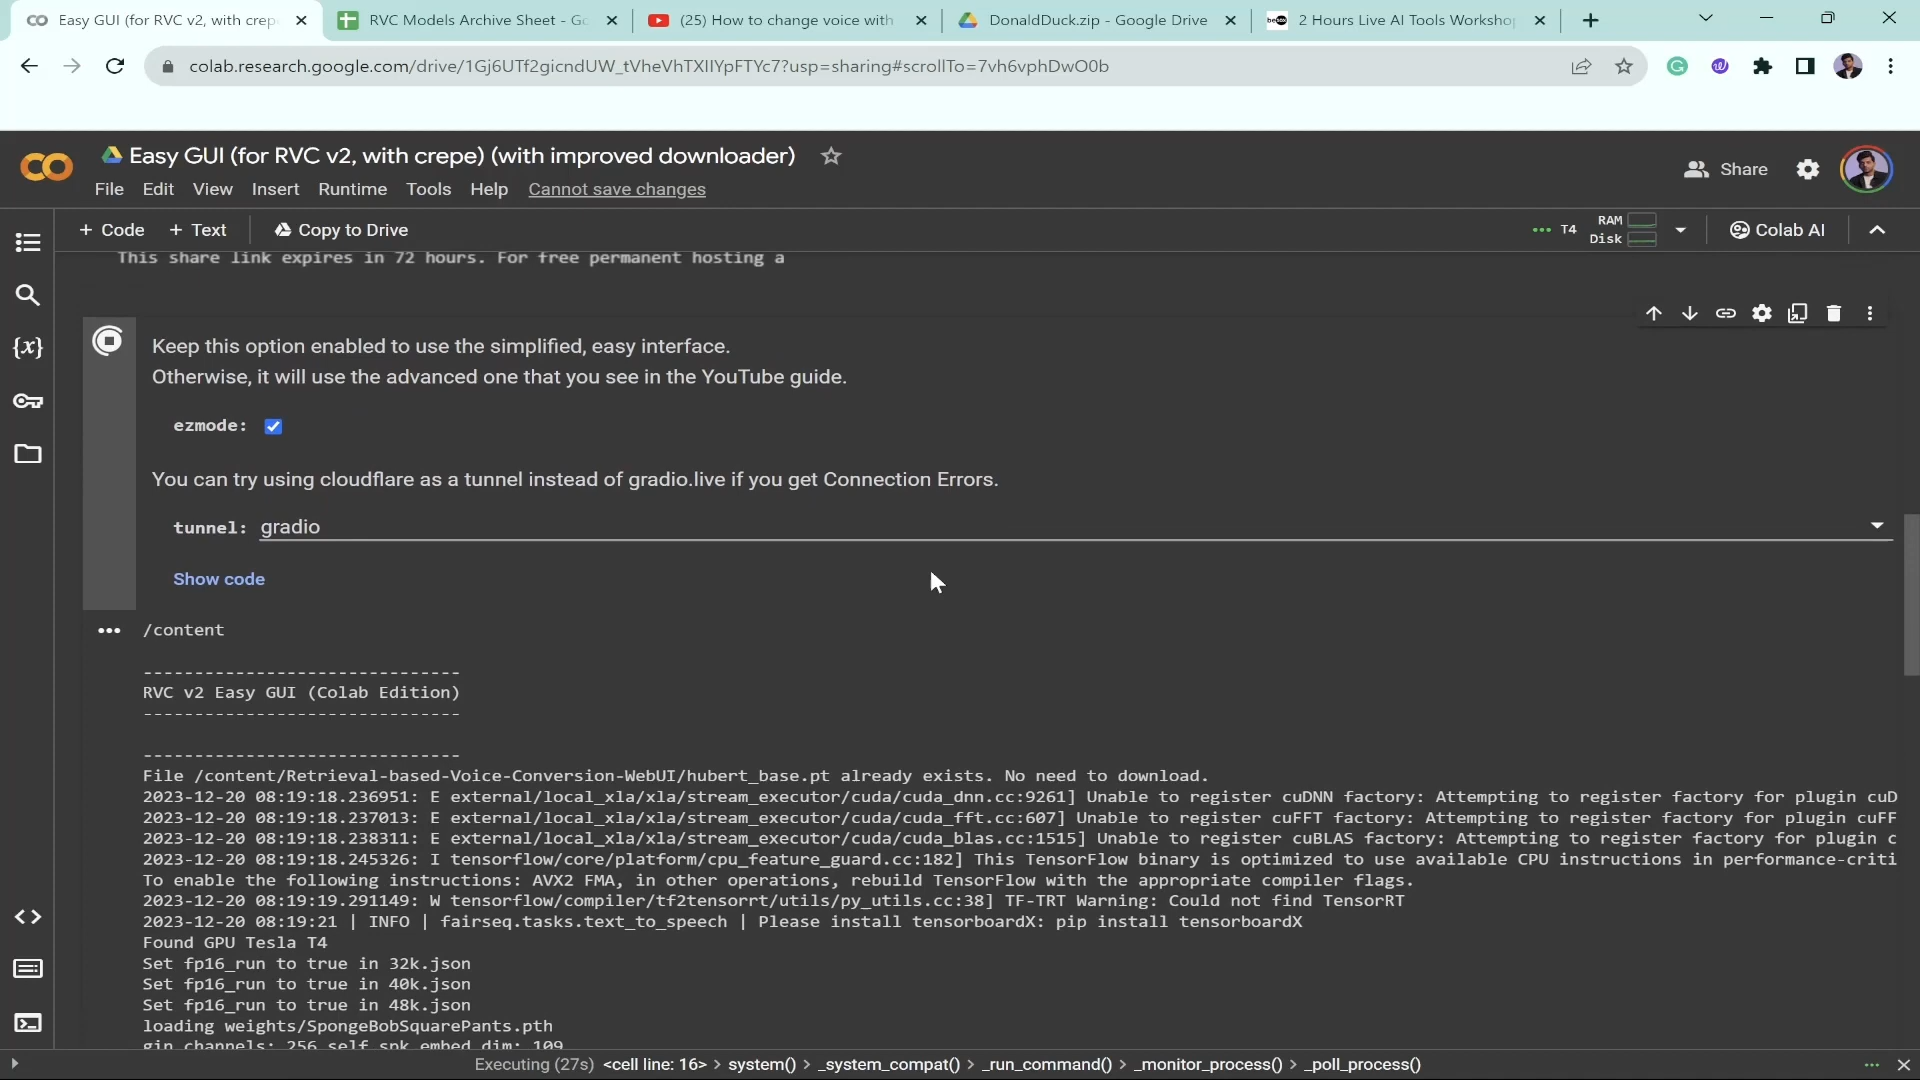 Easy GUI (for RVC v2, with crep
RVC Models Archive Sheet - Go
(25) How to change voice with
DonaldDuck.zip - Google Drive
2 Hours Live AI Tools Workshop
colab.research.google.com/drive/1Gj6UTf2gicndUW_tVheVhTXIIYpFTYc7?usp=sharing#scrollTo=7vh6vphDwO0b
Easy GUI (for RVC v2, with crepe) (with improved downloader)
File Edit View Insert Runtime Tools Help Cannot save changes
Share
+ Code + Text Copy to Drive
T4 RAM Disk
Colab AI
This share link expires in 72 hours. For free permanent hosting a
Keep this option enabled to use the simplified, easy interface.
Otherwise, it will use the advanced one that you see in the YouTube guide.
ezmode:
You can try using cloudflare as a tunnel instead of gradio.live if you get Connection Errors.
tunnel: gradio
Show code
/content
------------------------------
RVC v2 Easy GUI (Colab Edition)
------------------------------
------------------------------
File /content/Retrieval-based-Voice-Conversion-WebUI/hubert_base.pt already exists. No need to download.
2023-12-20 08:19:18.236951: E external/local_xla/xla/stream_executor/cuda/cuda_dnn.cc:9261] Unable to register cuDNN factory: Attempting to register factory for plugin cuD
2023-12-20 08:19:18.237013: E external/local_xla/xla/stream_executor/cuda/cuda_fft.cc:607] Unable to register cuFFT factory: Attempting to register factory for plugin cuFF
2023-12-20 08:19:18.238311: E external/local_xla/xla/stream_executor/cuda/cuda_blas.cc:1515] Unable to register cuBLAS factory: Attempting to register factory for plugin c
2023-12-20 08:19:18.245326: I tensorflow/core/platform/cpu_feature_guard.cc:182] This TensorFlow binary is optimized to use available CPU instructions in performance-criti
To enable the following instructions: AVX2 FMA, in other operations, rebuild TensorFlow with the appropriate compiler flags.
2023-12-20 08:19:19.291149: W tensorflow/compiler/tf2tensorrt/utils/py_utils.cc:38] TF-TRT Warning: Could not find TensorRT
2023-12-20 08:19:21 | INFO | fairseq.tasks.text_to_speech | Please install tensorboardX: pip install tensorboardX
Found GPU Tesla T4
Set fp16_run to true in 32k.json
Set fp16_run to true in 40k.json
Set fp16_run to true in 48k.json
loading weights/SpongeBobSquarePants.pth
gin_channels: 256 self_spk_embed_dim: 109
Executing (27s) <cell line: 16> > system() > _system_compat() > _run_command() > _monitor_process() > _poll_process()